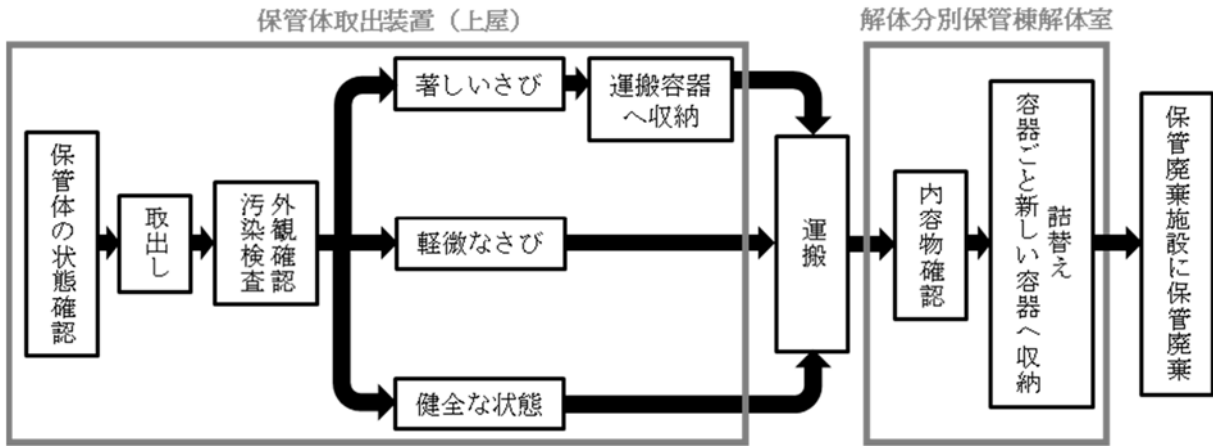 保管体取出装置（上屋）
解体分別保管棟解体室
保管体の状態確認
取出し
外観確認
汚染検査
著しいさび
運搬容器
へ収納
軽微なさび
健全な状態
運搬
内容物確認
詰替え
容器ごと新しい容器へ収納
保管廃棄施設に保管廃棄